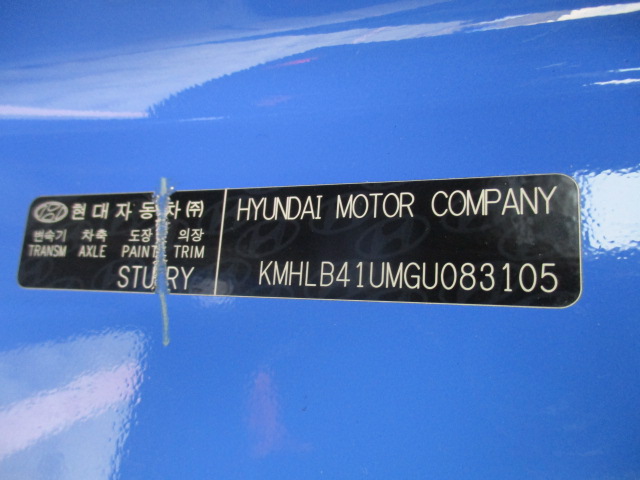 현대자동차㈜
변속기 차축 도장 의장
TRANSM AXLE PAINT TRIM
HYUNDAI MOTOR COMPANY
KMHLB41UMGU083105